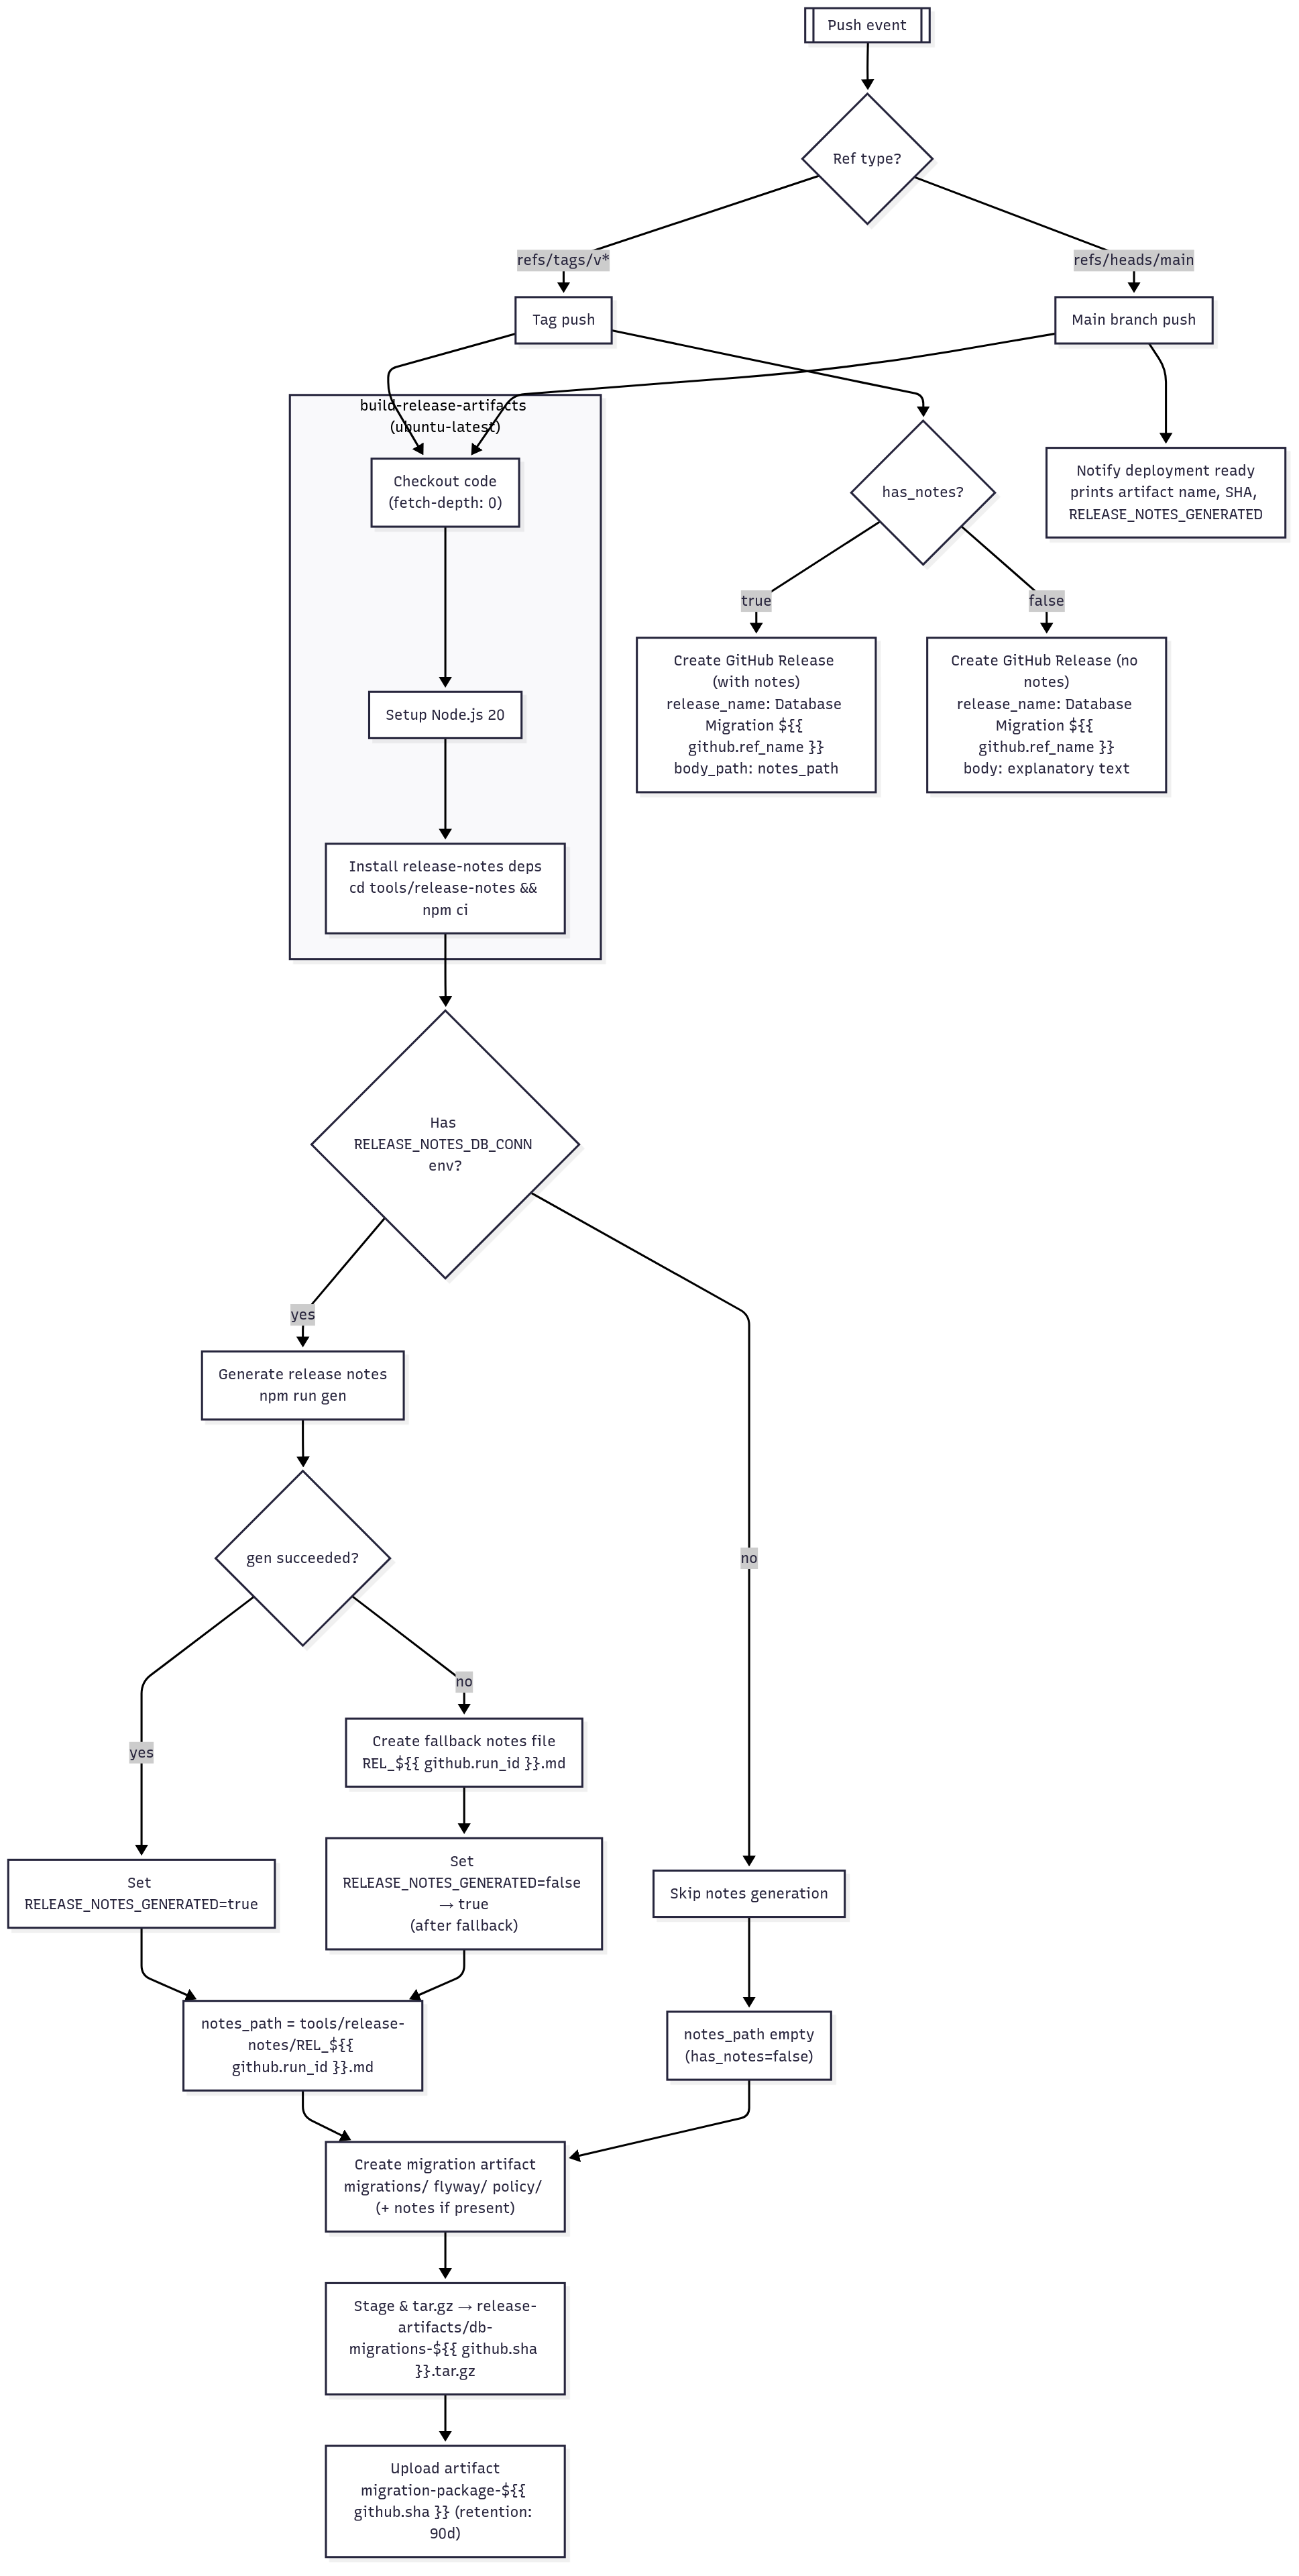 Push event
Ref type?
refs/tags/v*
refs/heads/main
Tag push
Main branch push
build-release-artifacts
(ubuntu-latest)
Checkout code
(fetch-depth: 0)
has_notes?
Notify deployment ready
prints artifact name, SHA,
RELEASE_NOTES_GENERATED
true
false
Setup Node.js 20
Create GitHub Release
(with notes)
release_name: Database
Migration ${{
github.ref_name }}
body_path: notes_path
Create GitHub Release (no
notes)
release_name: Database
Migration ${{
github.ref_name }}
body: explanatory text
Install release-notes deps
cd tools/release-notes &&
npm ci
Has
RELEASE_NOTES_DB_CONN
env?
yes
Generate release notes
npm run gen
gen succeeded?
no
no
yes
Create fallback notes file
REL_${{ github.run_id }}.md
Set
RELEASE_NOTES_GENERATED=true
Set
RELEASE_NOTES_GENERATED=false
→ true
(after fallback)
Skip notes generation
notes_path = tools/release-
notes/REL_${{
github.run_id }}.md
notes_path empty
(has_notes=false)
Create migration artifact
migrations/ flyway/ policy/
(+ notes if present)
Stage & tar.gz → release-
artifacts/db-
migrations-${{ github.sha
}}.tar.gz
Upload artifact
migration-package-${{
github.sha }} (retention:
90d)